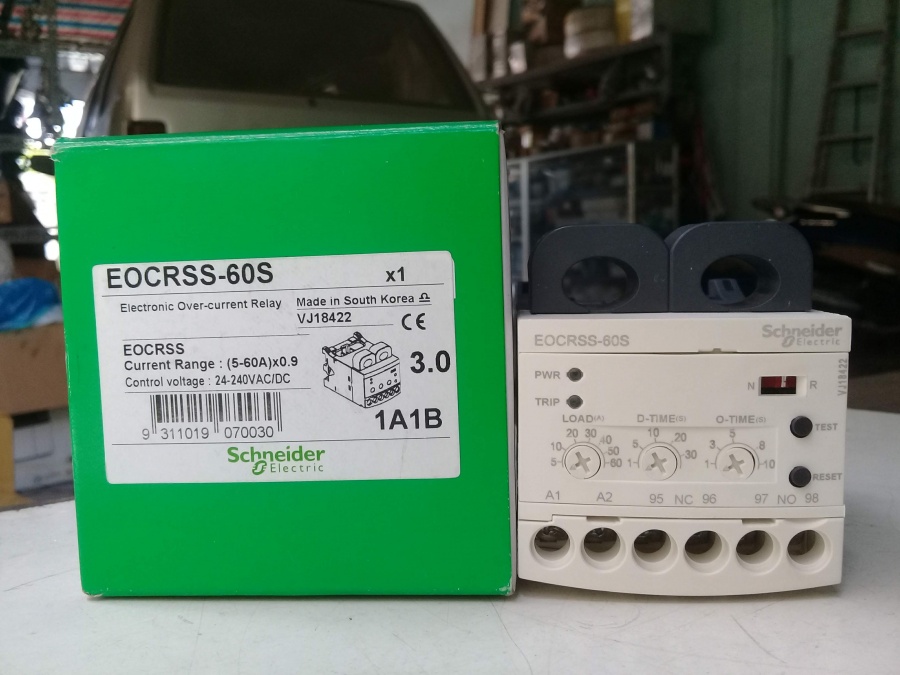 EOCRSS-60S x1
Electronic Over-current Relay
Made in South Korea
VJ18422
CE
EOCRSS
Current Range : (5-60A)x0.9
Control voltage : 24-240VAC/DC
3.0
1A1B
9 311019 070030
Schneider
Electric
EOCRSS-60S
Schneider
Electric
VJ18422
PWR
N R
TRIP
LOAD(A) D-TIME(S) O-TIME(S)
TEST
5 10 20 30 40 50 60
1 5 10 20 30
1 3 5 8 10
RESET
A1 A2 95 NC 96 97 NO 98